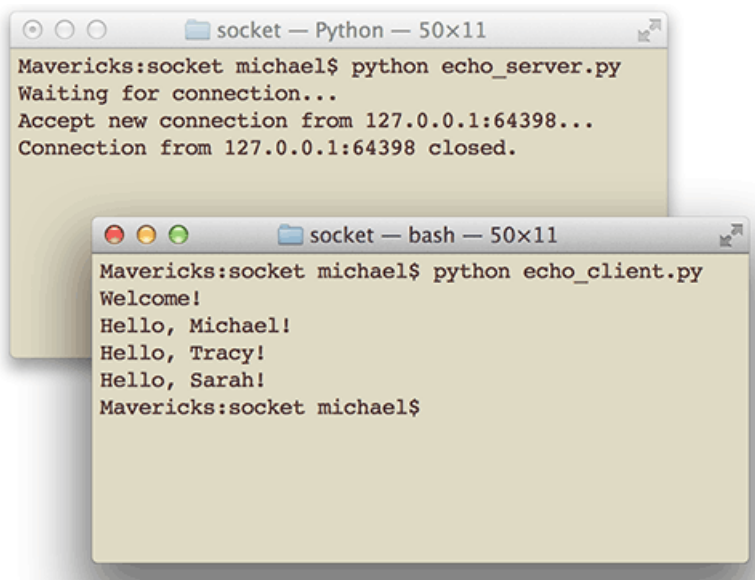 socket — Python — 50×11
Mavericks:socket michael$ python echo_server.py
Waiting for connection...
Accept new connection from 127.0.0.1:64398...
Connection from 127.0.0.1:64398 closed.
socket — bash — 50×11
Mavericks:socket michael$ python echo_client.py
Welcome!
Hello, Michael!
Hello, Tracy!
Hello, Sarah!
Mavericks:socket michael$